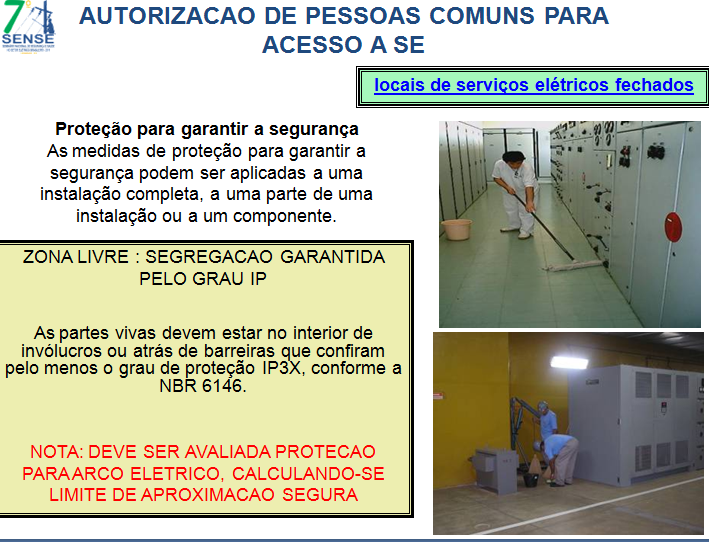 7º
SENSE
AUTORIZACAO DE PESSOAS COMUNS PARA
ACESSO A SE
locais de serviços elétricos fechados
Proteção para garantir a segurança
As medidas de proteção para garantir a
segurança podem ser aplicadas a uma
instalação completa, a uma parte de uma
instalação ou a um componente.
ZONA LIVRE : SEGREGACAO GARANTIDA
PELO GRAU IP
As partes vivas devem estar no interior de
invólucros ou atrás de barreiras que confiram
pelo menos o grau de proteção IP3X, conforme a
NBR 6146.
NOTA: DEVE SER AVALIADA PROTECAO
PARA ARCO ELETRICO, CALCULANDO-SE
LIMITE DE APROXIMACAO SEGURA